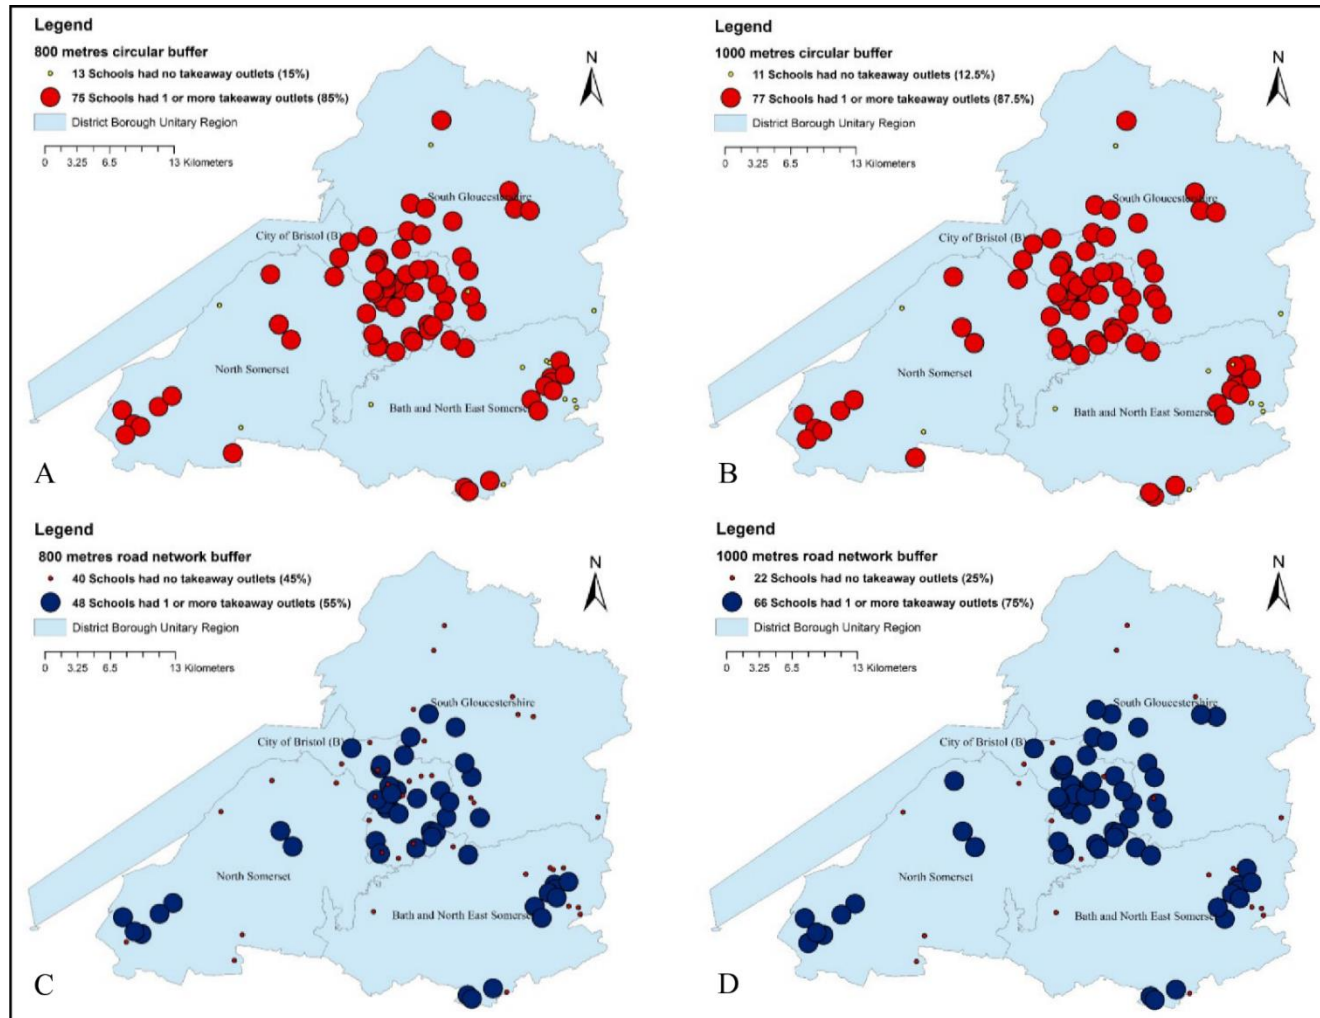 Legend
800 metres circular buffer
13 Schools had no takeaway outlets (15%)
75 Schools had 1 or more takeaway outlets (85%)
District Borough Unitary Region
0 3.25 6.5 13 Kilometers
N
South Gloucestershire
City of Bristol (B)
North Somerset
Bath and North East Somerset
A
Legend
1000 metres circular buffer
11 Schools had no takeaway outlets (12.5%)
77 Schools had 1 or more takeaway outlets (87.5%)
District Borough Unitary Region
0 3.25 6.5 13 Kilometers
N
South Gloucestershire
City of Bristol (B)
North Somerset
Bath and North East Somerset
B
Legend
800 metres road network buffer
40 Schools had no takeaway outlets (45%)
48 Schools had 1 or more takeaway outlets (55%)
District Borough Unitary Region
0 3.25 6.5 13 Kilometers
N
South Gloucestershire
City of Bristol (B)
North Somerset
Bath and North East Somerset
C
Legend
1000 metres road network buffer
22 Schools had no takeaway outlets (25%)
66 Schools had 1 or more takeaway outlets (75%)
District Borough Unitary Region
0 3.25 6.5 13 Kilometers
N
South Gloucestershire
City of Bristol (B)
North Somerset
Bath and North East Somerset
D